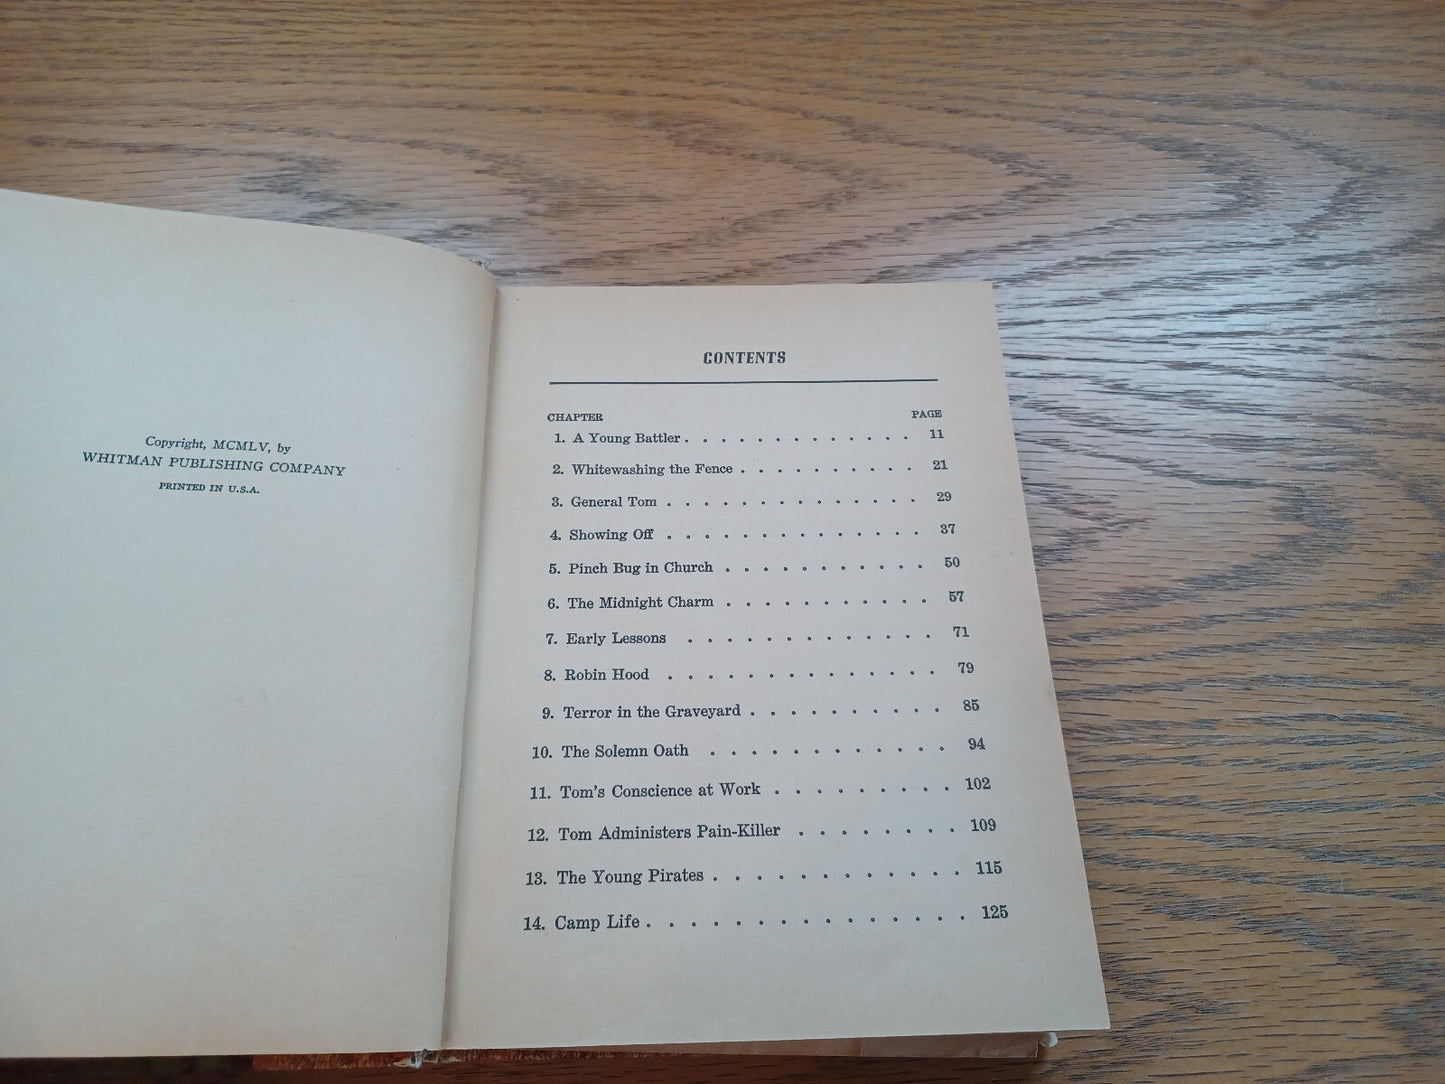 Copyright, MCMLV, by
WHITMAN PUBLISHING COMPANY
PRINTED IN U.S.A.
CONTENTS
CHAPTER PAGE
1. A Young Battler . . . . . . . . . . . . . 11
2. Whitewashing the Fence . . . . . . . . . . 21
3. General Tom . . . . . . . . . . . . . . 29
4. Showing Off . . . . . . . . . . . . . . 37
5. Pinch Bug in Church . . . . . . . . . . . 50
6. The Midnight Charm . . . . . . . . . . . 57
7. Early Lessons . . . . . . . . . . . . . 71
8. Robin Hood . . . . . . . . . . . . . . 79
9. Terror in the Graveyard . . . . . . . . . . 85
10. The Solemn Oath . . . . . . . . . . . . 94
11. Tom's Conscience at Work . . . . . . . . . 102
12. Tom Administers Pain-Killer . . . . . . . . 109
13. The Young Pirates . . . . . . . . . . . . 115
14. Camp Life . . . . . . . . . . . . . . . 125